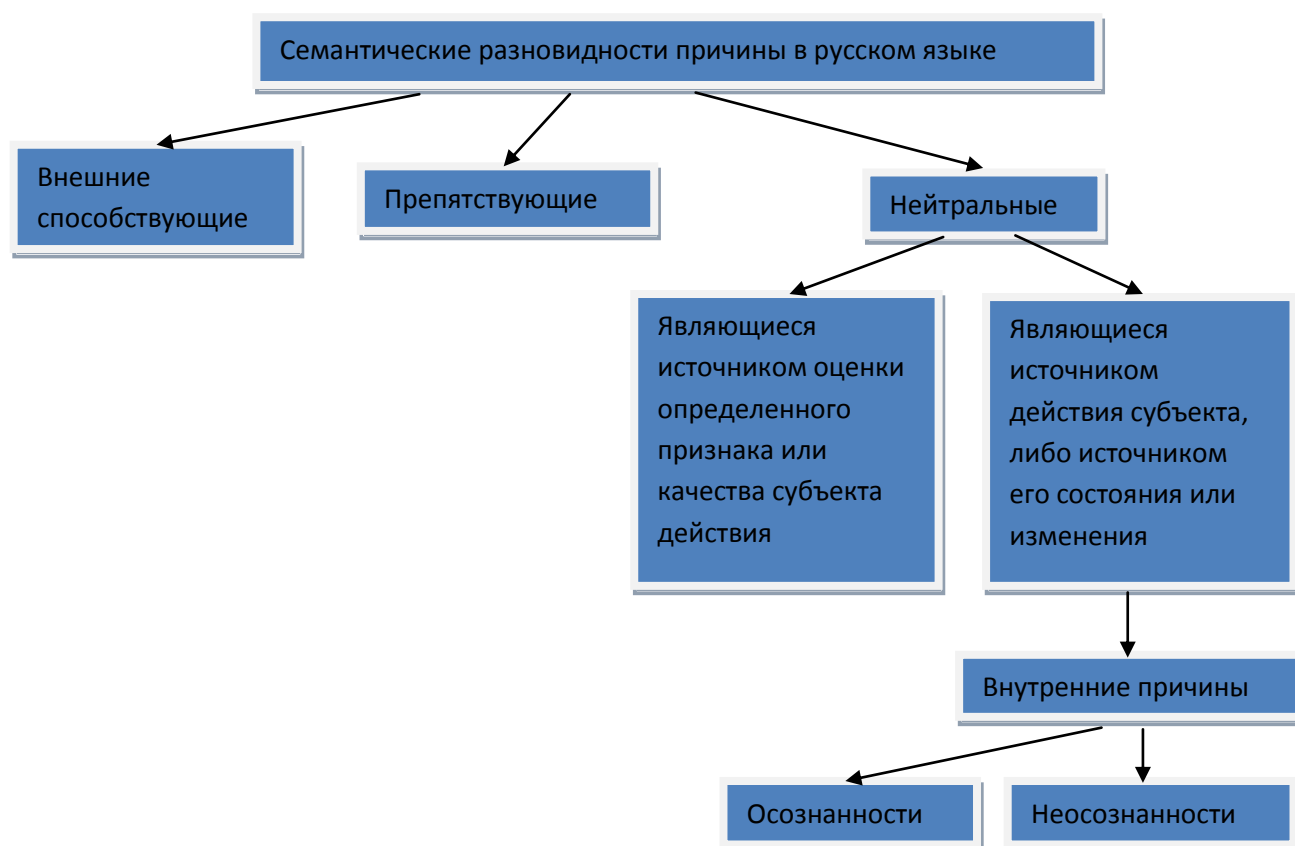 Семантические разновидности причины в русском языке
Внешние
способствующие
Препятствующие
Нейтральные
Являющиеся
источником оценки
определенного
признака или
качества субъекта
действия
Являющиеся
источником
действия субъекта,
либо источником
его состояния или
изменения
Внутренние причины
Осознанности
Неосознанности